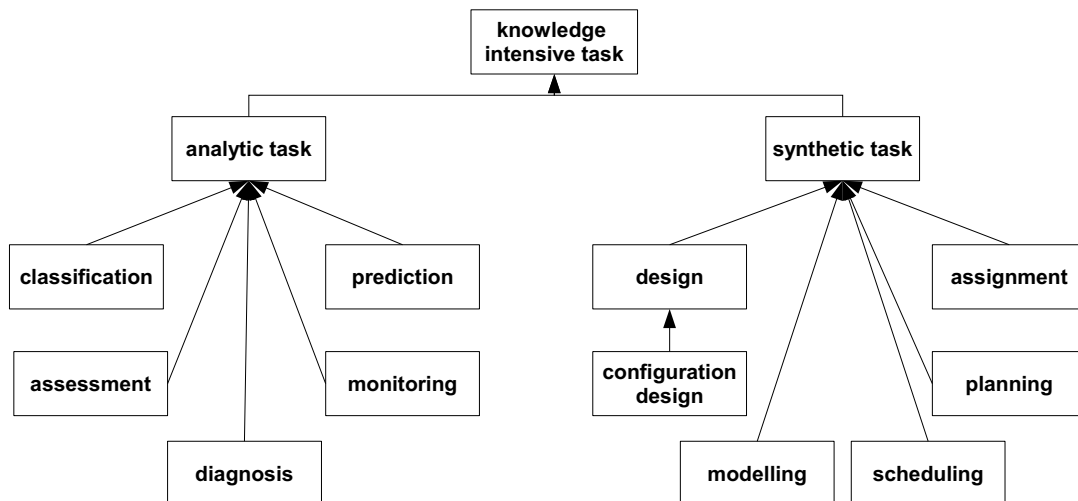 knowledge
intensive task
analytic task
synthetic task
classification
prediction
design
assignment
assessment
monitoring
configuration
design
planning
diagnosis
modelling
scheduling